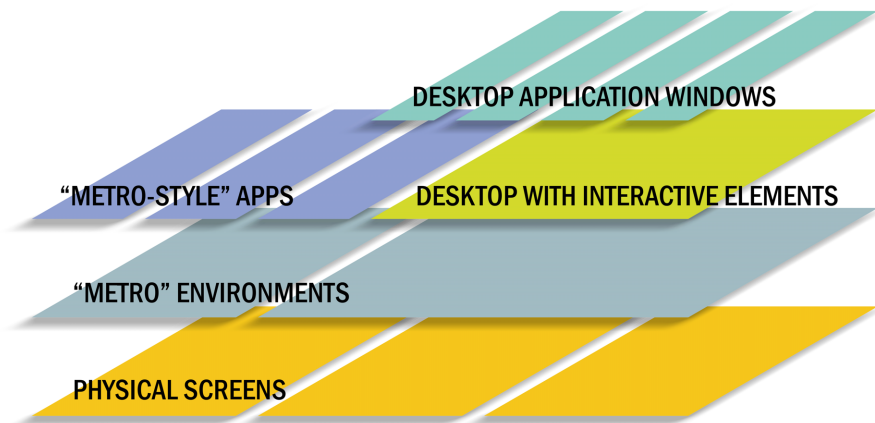 DESKTOP APPLICATION WINDOWS
“METRO-STYLE” APPS
DESKTOP WITH INTERACTIVE ELEMENTS
“METRO” ENVIRONMENTS
PHYSICAL SCREENS